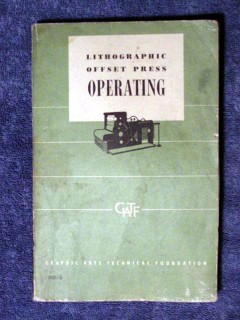 LITHOGRAPHIC
OFFSET PRESS
OPERATING
GATF
GRAPHIC ARTS TECHNICAL FOUNDATION